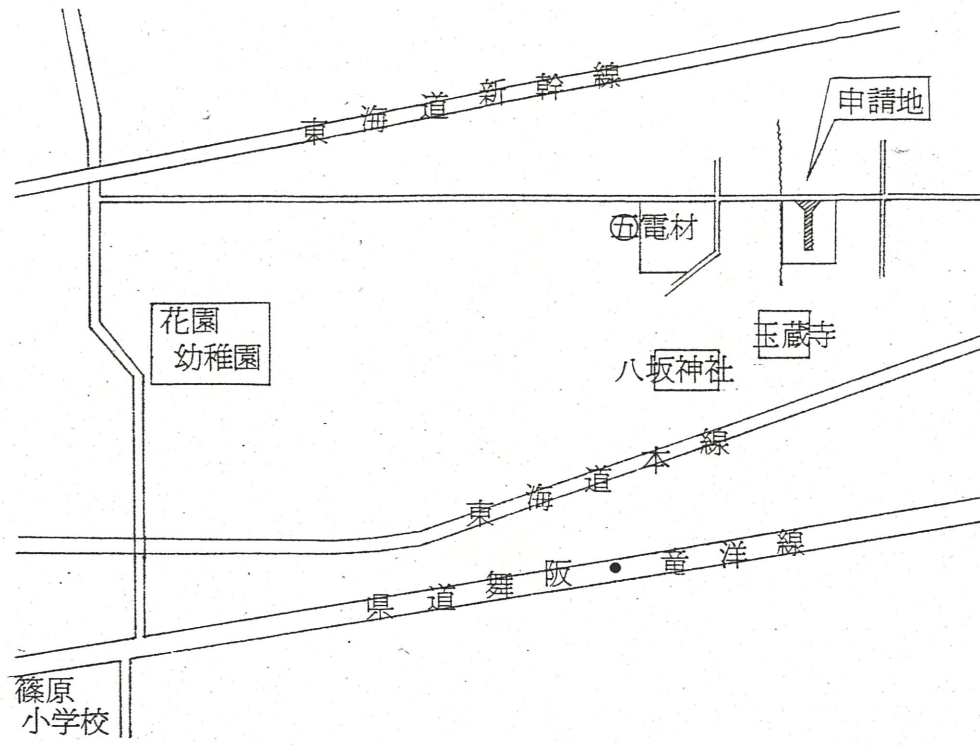 東海道新幹線
申請地
㊄電材
花園
幼稚園
玉蔵寺
八坂神社
東海道本線
県道舞阪・竜洋線
篠原
小学校